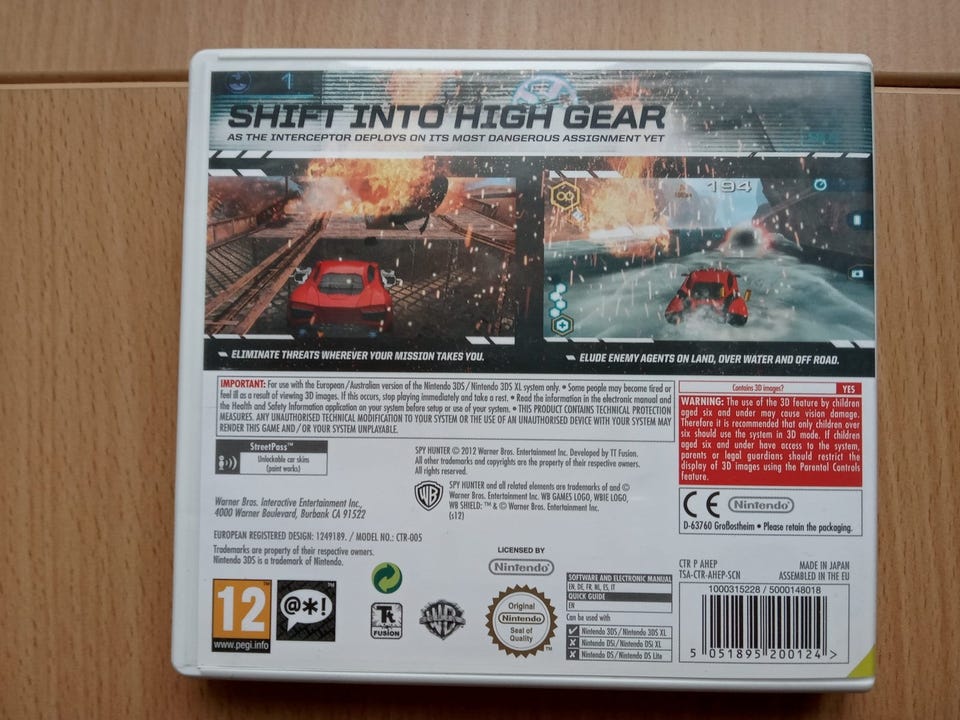 1
SHIFT INTO HIGH GEAR
AS THE INTERCEPTOR DEPLOYS ON ITS MOST DANGEROUS ASSIGNMENT YET
194
ELIMINATE THREATS WHEREVER YOUR MISSION TAKES YOU.
ELUDE ENEMY AGENTS ON LAND, OVER WATER AND OFF ROAD.
IMPORTANT: For use with the European/Australian version of the Nintendo 3DS/Nintendo 3DS XL system only. • Some people may become tired or
feel ill as a result of viewing 3D images. If this occurs, stop playing immediately and take a rest. • Read the information in the electronic manual and
the Health and Safety Information application on your system before setup or use of your system. • THIS PRODUCT CONTAINS TECHNICAL PROTECTION
MEASURES. ANY UNAUTHORISED TECHNICAL MODIFICATION TO YOUR SYSTEM OR THE USE OF AN UNAUTHORISED DEVICE WITH YOUR SYSTEM MAY
RENDER THIS GAME AND/OR YOUR SYSTEM UNPLAYABLE.
Contains 3D images? YES
WARNING: The use of the 3D feature by children
aged six and under may cause vision damage.
Therefore it is recommended that only children over
six should use the system in 3D mode. If children
aged six and under have access to the system,
parents or legal guardians should restrict the
display of 3D images using the Parental Controls
feature.
StreetPass™
Unlockable car skins
(paint works)
SPY HUNTER © 2012 Warner Bros. Entertainment Inc. Developed by TT Fusion.
All other trademarks and copyrights are the property of their respective owners.
All rights reserved.
WB
SPY HUNTER and all related elements are trademarks of and ©
Warner Bros. Entertainment Inc. WB GAMES LOGO, WBIE LOGO,
WB SHIELD: ™ & © Warner Bros. Entertainment Inc.
(s12)
Warner Bros. Interactive Entertainment Inc.,
4000 Warner Boulevard, Burbank CA 91522
CE Nintendo
D-63760 Großostheim • Please retain the packaging.
EUROPEAN REGISTERED DESIGN: 1249189. / MODEL NO.: CTR-005
Trademarks are property of their respective owners.
Nintendo 3DS is a trademark of Nintendo.
LICENSED BY
Nintendo
CTR P AHEP
TSA-CTR-AHEP-SCN
MADE IN JAPAN
ASSEMBLED IN THE EU
12
www.pegi.info
@*!
TT
FUSION
WB
Original
Nintendo
Seal of
Quality
™
SOFTWARE AND ELECTRONIC MANUAL
EN, DE, FR, NL, ES, IT
QUICK GUIDE
EN
Can be used with
Nintendo 3DS/Nintendo 3DS XL
Nintendo DSi/Nintendo DSi XL
Nintendo DS/Nintendo DS Lite
1000315228 / 5000148018
5 051895 200124 >